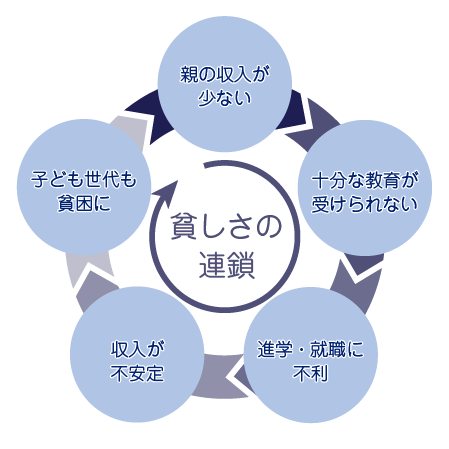 親の収入が
少ない
十分な教育が
受けられない
進学・就職に
不利
収入が
不安定
子ども世代も
貧困に
貧しさの
連鎖